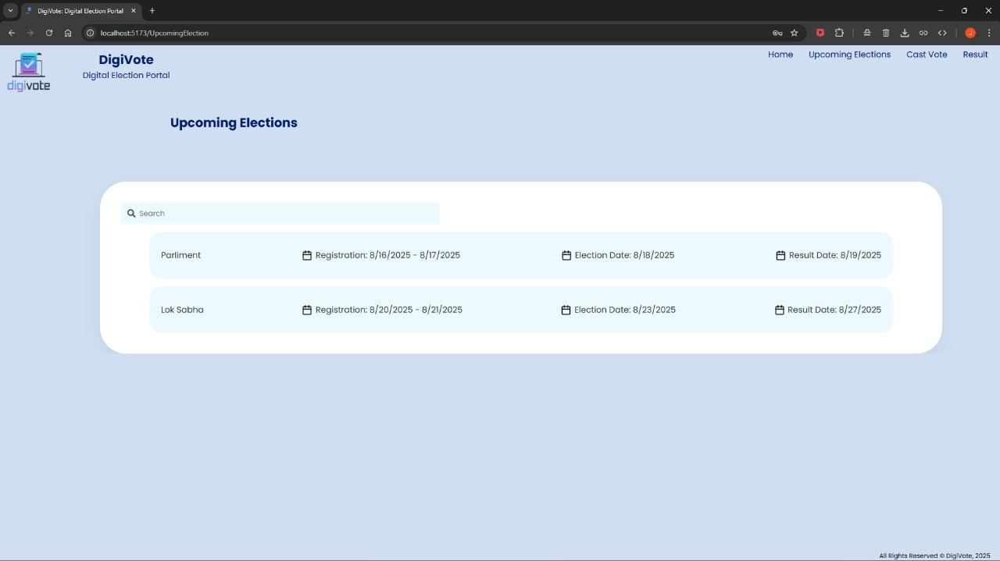 DigiVote: Digital Election Portal
localhost:5173/UpcomingElection
J
digivote
DigiVote
Digital Election Portal
Home Upcoming Elections Cast Vote Result
Upcoming Elections
Search
Parliment Registration: 8/16/2025 - 8/17/2025 Election Date: 8/18/2025 Result Date: 8/19/2025
Lok Sabha Registration: 8/20/2025 - 8/21/2025 Election Date: 8/23/2025 Result Date: 8/27/2025
All Rights Reserved © DigiVote, 2025